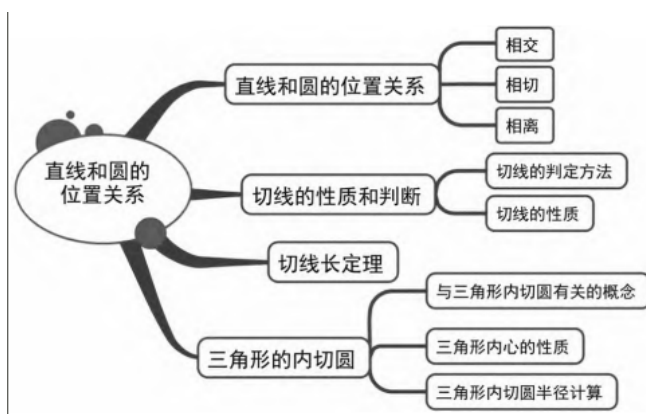 直线和圆的
位置关系
直线和圆的位置关系
相交
相切
相离
切线的性质和判断
切线的判定方法
切线的性质
切线长定理
三角形的内切圆
与三角形内切圆有关的概念
三角形内心的性质
三角形内切圆半径计算